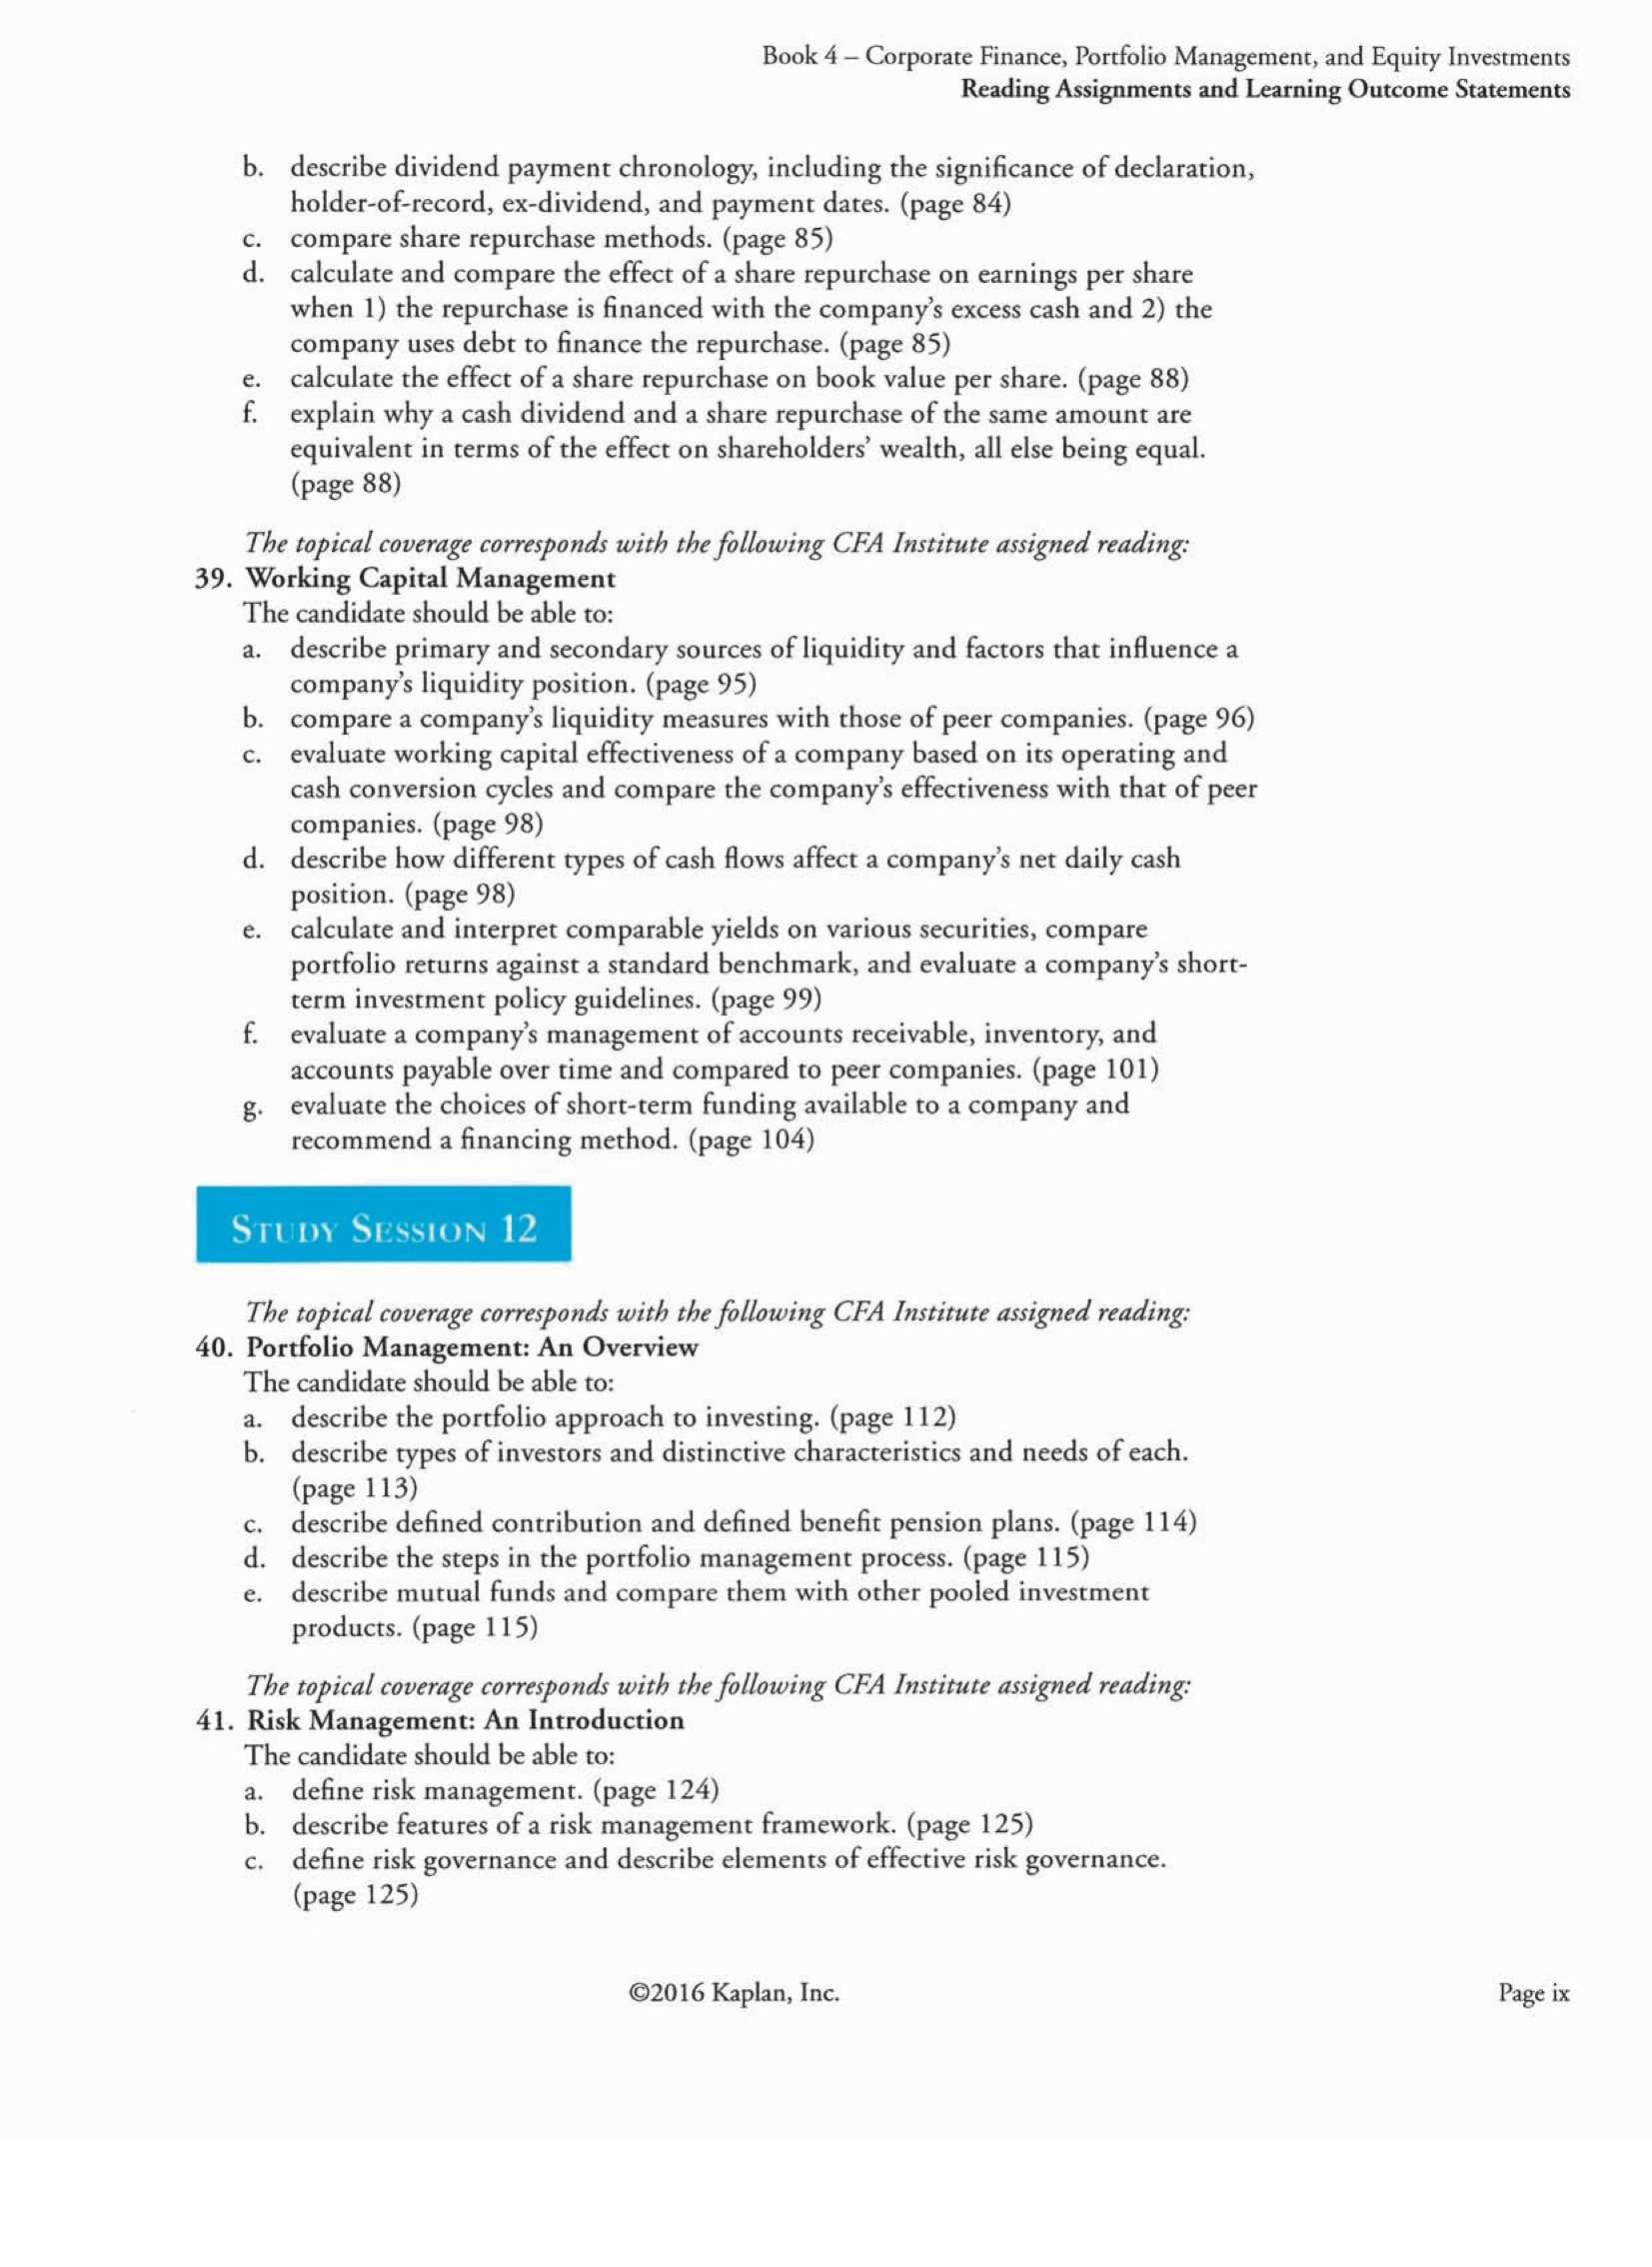 Book 4 – Corporate Finance, Portfolio Management, and Equity Investments
Reading Assignments and Learning Outcome Statements
b. describe dividend payment chronology, including the significance of declaration,
holder-of-record, ex-dividend, and payment dates. (page 84)
c. compare share repurchase methods. (page 85)
d. calculate and compare the effect of a share repurchase on earnings per share
when 1) the repurchase is financed with the company's excess cash and 2) the
company uses debt to finance the repurchase. (page 85)
e. calculate the effect of a share repurchase on book value per share. (page 88)
f. explain why a cash dividend and a share repurchase of the same amount are
equivalent in terms of the effect on shareholders' wealth, all else being equal.
(page 88)
The topical coverage corresponds with the following CFA Institute assigned reading:
39. Working Capital Management
The candidate should be able to:
a. describe primary and secondary sources of liquidity and factors that influence a
company's liquidity position. (page 95)
b. compare a company's liquidity measures with those of peer companies. (page 96)
c. evaluate working capital effectiveness of a company based on its operating and
cash conversion cycles and compare the company's effectiveness with that of peer
companies. (page 98)
d. describe how different types of cash flows affect a company's net daily cash
position. (page 98)
e. calculate and interpret comparable yields on various securities, compare
portfolio returns against a standard benchmark, and evaluate a company's short-
term investment policy guidelines. (page 99)
f. evaluate a company's management of accounts receivable, inventory, and
accounts payable over time and compared to peer companies. (page 101)
g. evaluate the choices of short-term funding available to a company and
recommend a financing method. (page 104)
STUDY SESSION 12
The topical coverage corresponds with the following CFA Institute assigned reading:
40. Portfolio Management: An Overview
The candidate should be able to:
a. describe the portfolio approach to investing. (page 112)
b. describe types of investors and distinctive characteristics and needs of each.
(page 113)
c. describe defined contribution and defined benefit pension plans. (page 114)
d. describe the steps in the portfolio management process. (page 115)
e. describe mutual funds and compare them with other pooled investment
products. (page 115)
The topical coverage corresponds with the following CFA Institute assigned reading:
41. Risk Management: An Introduction
The candidate should be able to:
a. define risk management. (page 124)
b. describe features of a risk management framework. (page 125)
c. define risk governance and describe elements of effective risk governance.
(page 125)
©2016 Kaplan, Inc.
Page ix